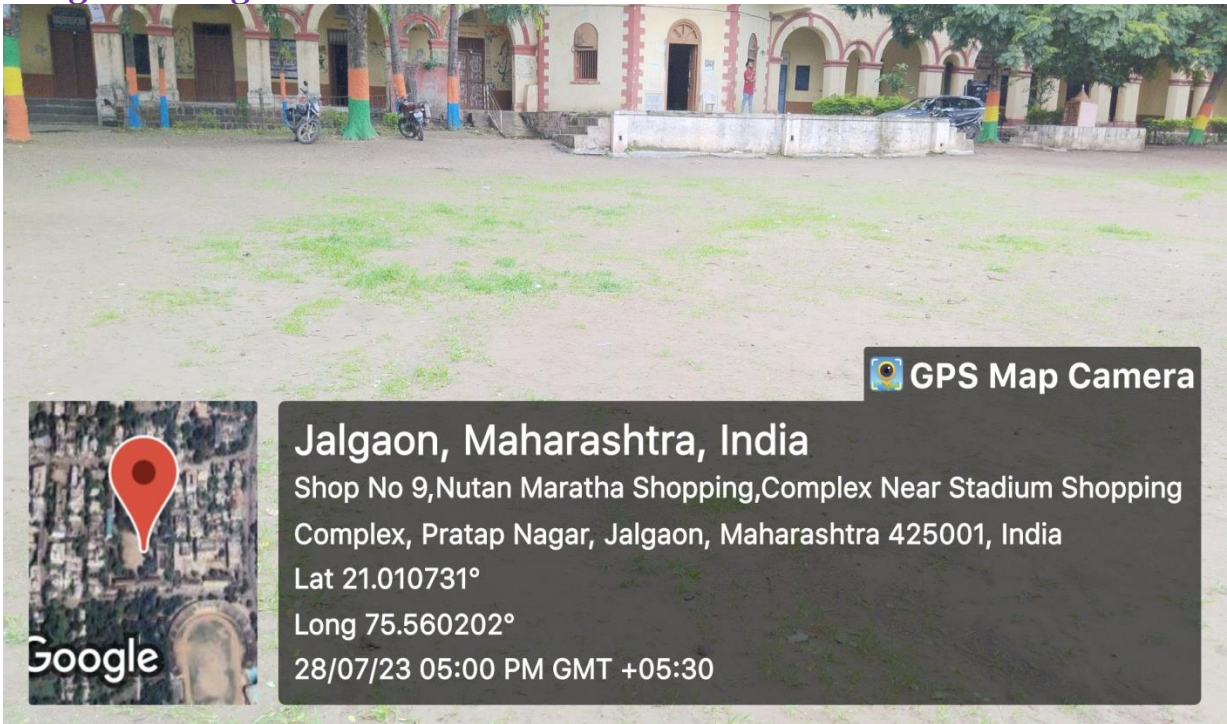 GPS Map Camera
Jalgaon, Maharashtra, India
Shop No 9,Nutan Maratha Shopping,Complex Near Stadium Shopping
Complex, Pratap Nagar, Jalgaon, Maharashtra 425001, India
Lat 21.010731°
Long 75.560202°
28/07/23 05:00 PM GMT +05:30
Google